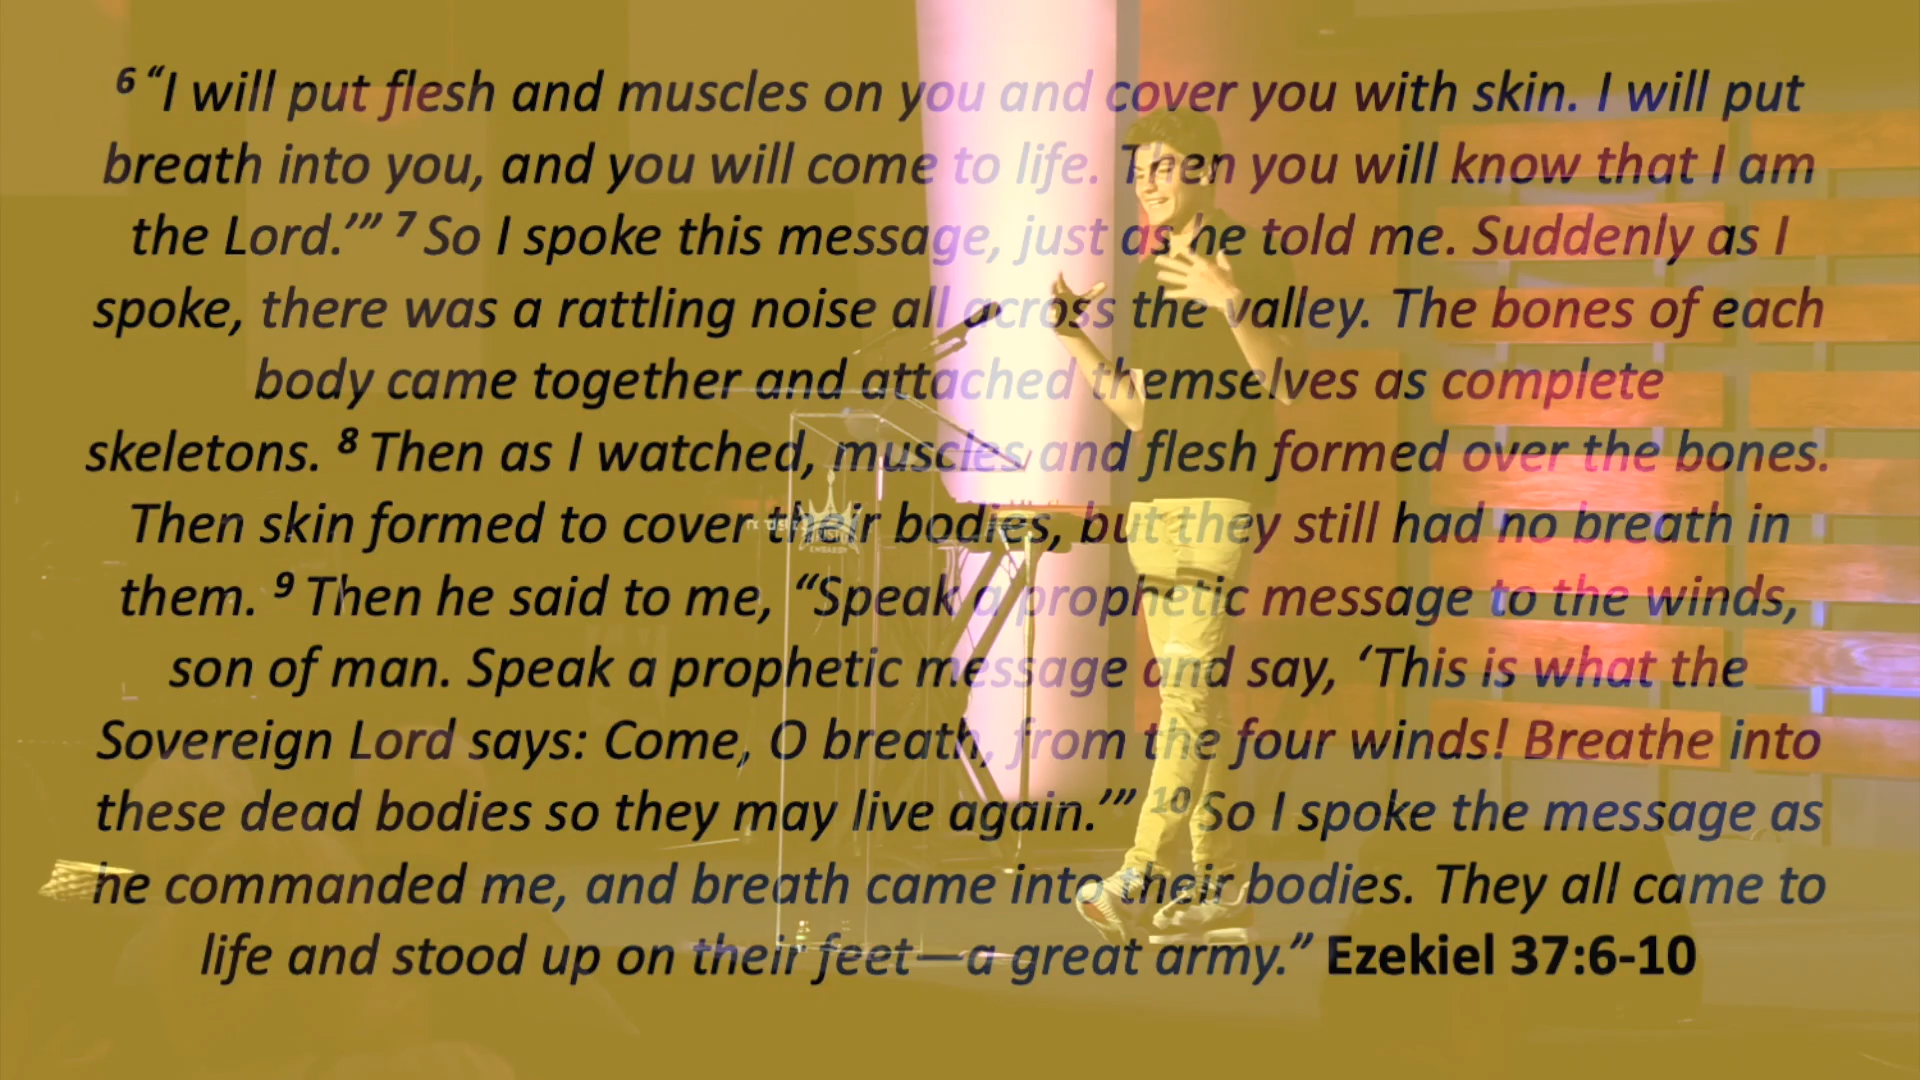 6 “I will put flesh and muscles on you and cover you with skin. I will put
breath into you, and you will come to life. Then you will know that I am
the Lord.’” 7 So I spoke this message, just as he told me. Suddenly as I
spoke, there was a rattling noise all across the valley. The bones of each
body came together and attached themselves as complete
skeletons. 8 Then as I watched, muscles and flesh formed over the bones.
Then skin formed to cover their bodies, but they still had no breath in
them. 9 Then he said to me, “Speak a prophetic message to the winds,
son of man. Speak a prophetic message and say, ‘This is what the
Sovereign Lord says: Come, O breath, from the four winds! Breathe into
these dead bodies so they may live again.’” 10 So I spoke the message as
he commanded me, and breath came into their bodies. They all came to
life and stood up on their feet—a great army.” Ezekiel 37:6-10
EMBASSY